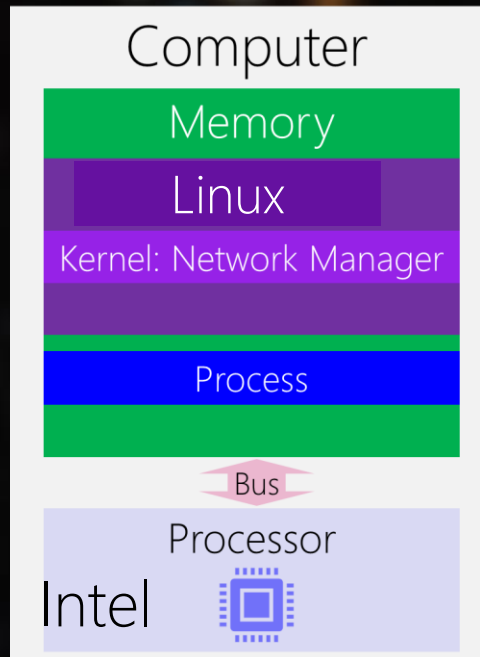 Computer
Memory
Linux
Kernel: Network Manager
Process
Bus
Processor
Intel